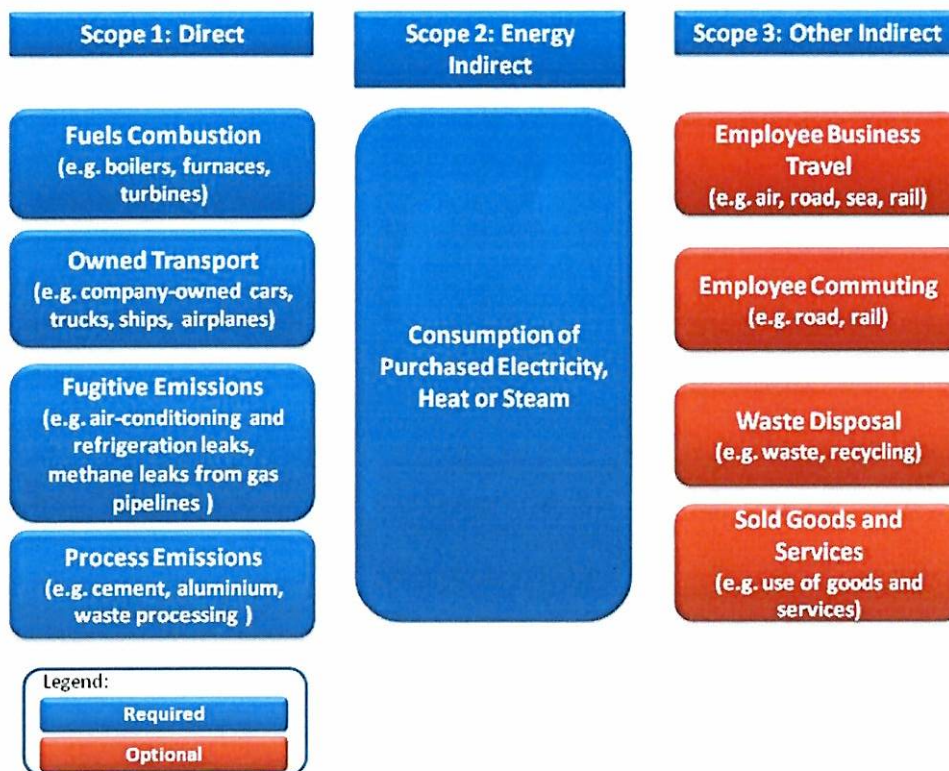 Scope 1: Direct
Fuels Combustion
(e.g. boilers, furnaces,
turbines)
Owned Transport
(e.g. company-owned cars,
trucks, ships, airplanes)
Fugitive Emissions
(e.g. air-conditioning and
refrigeration leaks,
methane leaks from gas
pipelines )
Process Emissions
(e.g. cement, aluminium,
waste processing )
Scope 2: Energy
Indirect
Consumption of
Purchased Electricity,
Heat or Steam
Scope 3: Other Indirect
Employee Business
Travel
(e.g. air, road, sea, rail)
Employee Commuting
(e.g. road, rail)
Waste Disposal
(e.g. waste, recycling)
Sold Goods and
Services
(e.g. use of goods and
services)
Legend:
Required
Optional